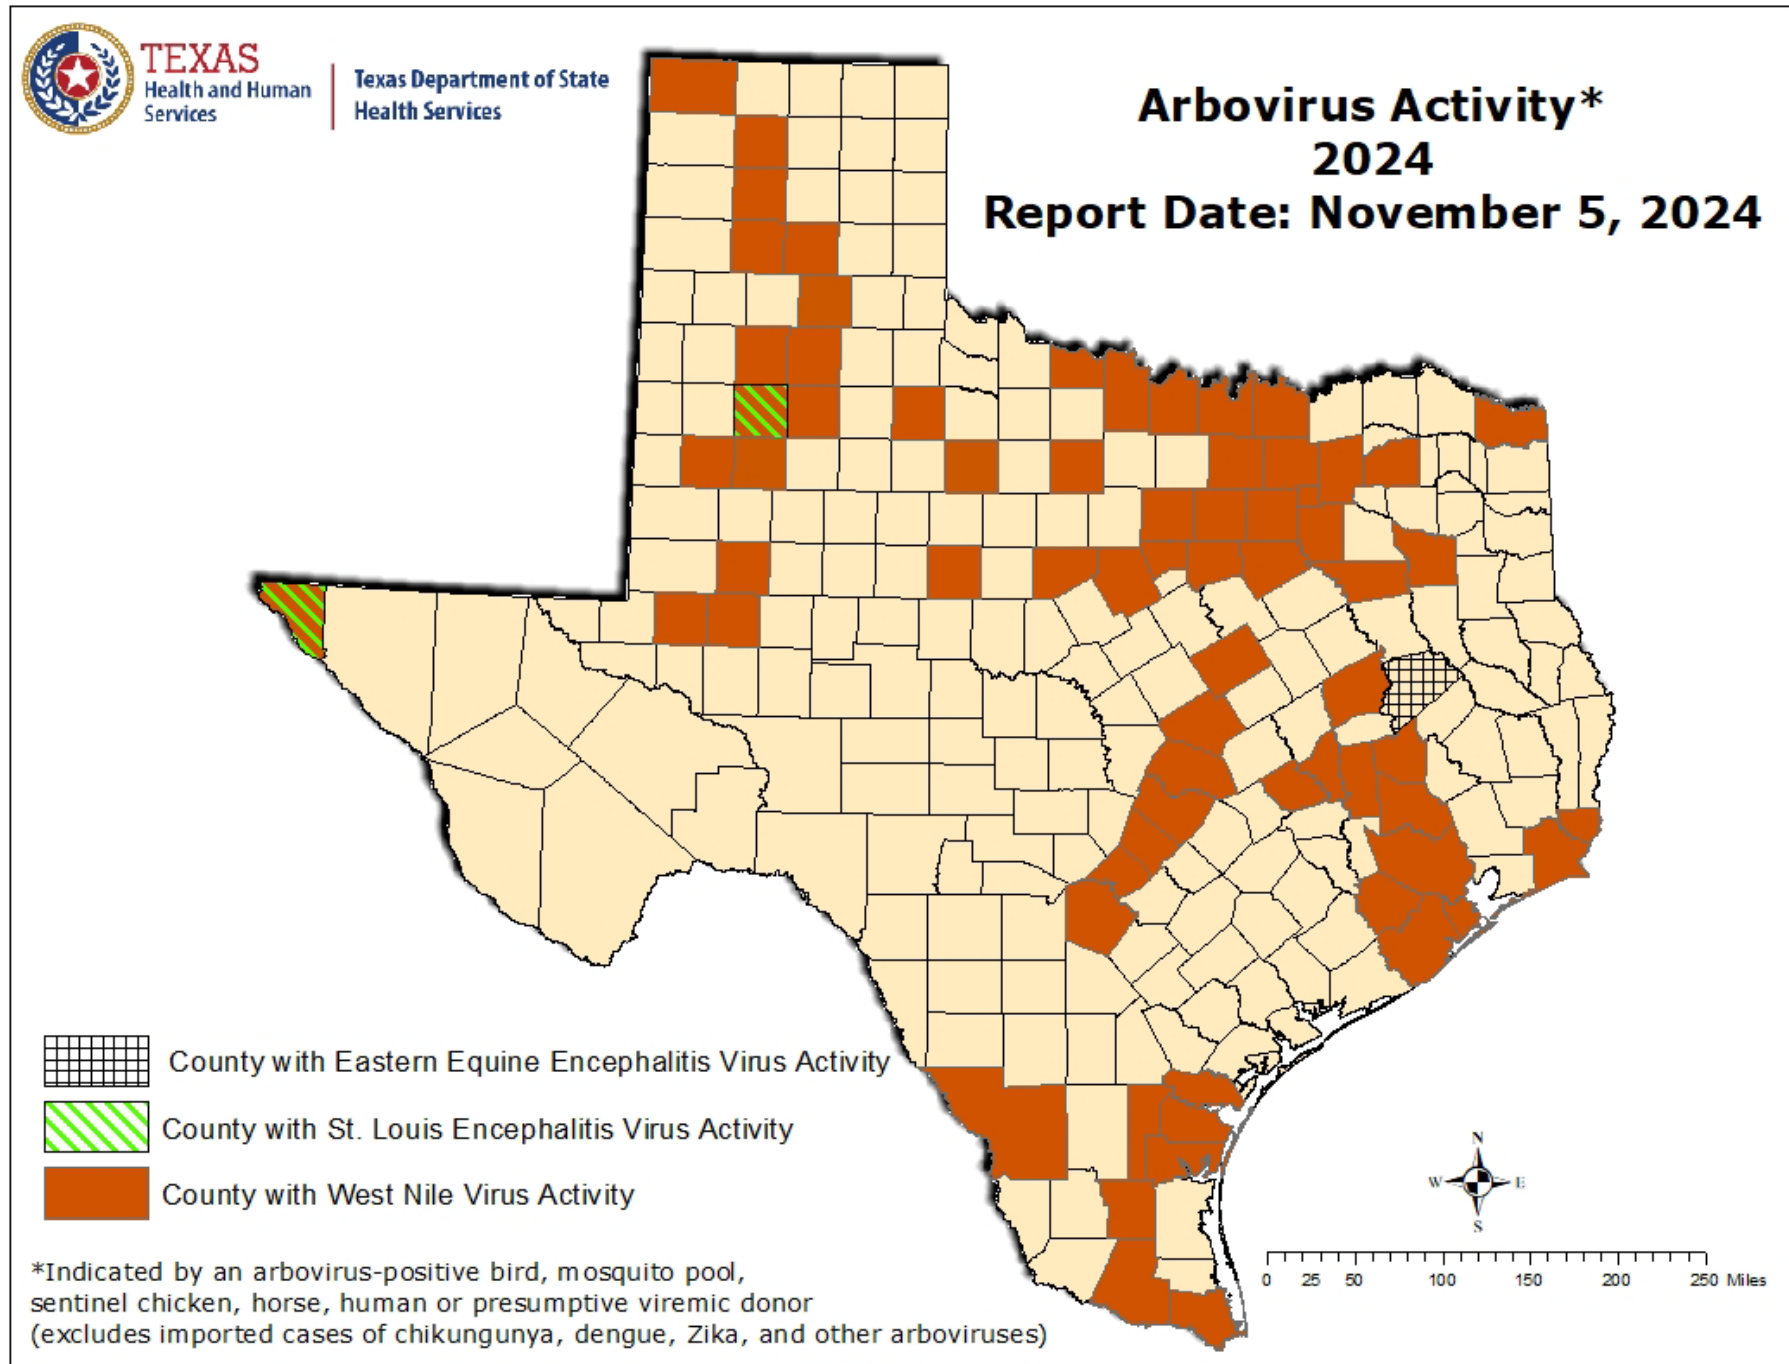 TEXAS
Health and Human
Services
Texas Department of State
Health Services
Arbovirus Activity*
2024
Report Date: November 5, 2024
County with Eastern Equine Encephalitis Virus Activity
County with St. Louis Encephalitis Virus Activity
County with West Nile Virus Activity
*Indicated by an arbovirus-positive bird, mosquito pool,
sentinel chicken, horse, human or presumptive viremic donor
(excludes imported cases of chikungunya, dengue, Zika, and other arboviruses)
N
W E
S
0 25 50 100 150 200 250 Miles